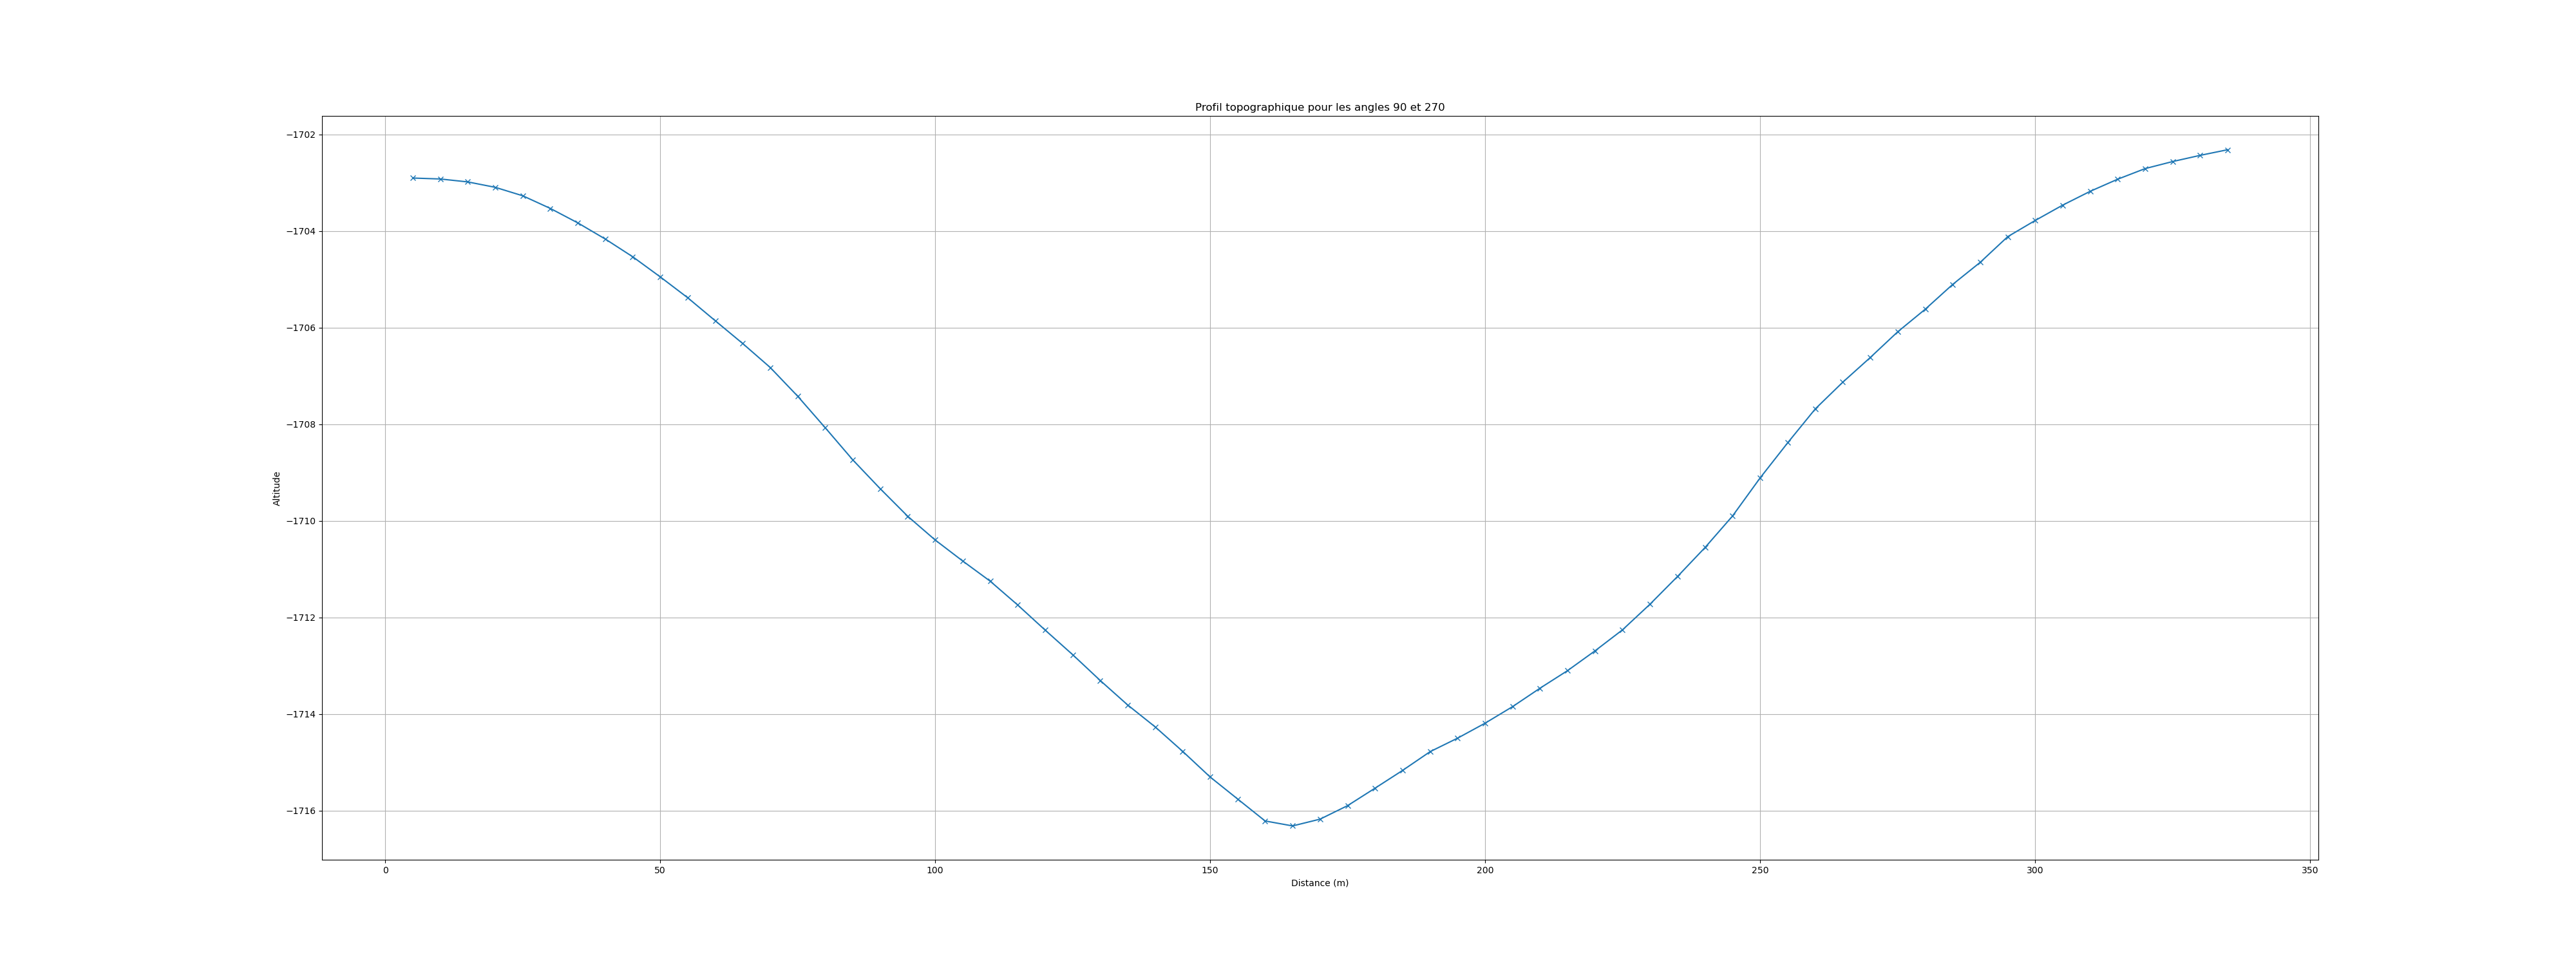 Profil topographique pour les angles 90 et 270
−1702
−1704
−1706
−1708
−1710
−1712
−1714
−1716
Altitude
0 50 100 150 200 250 300 350
Distance (m)